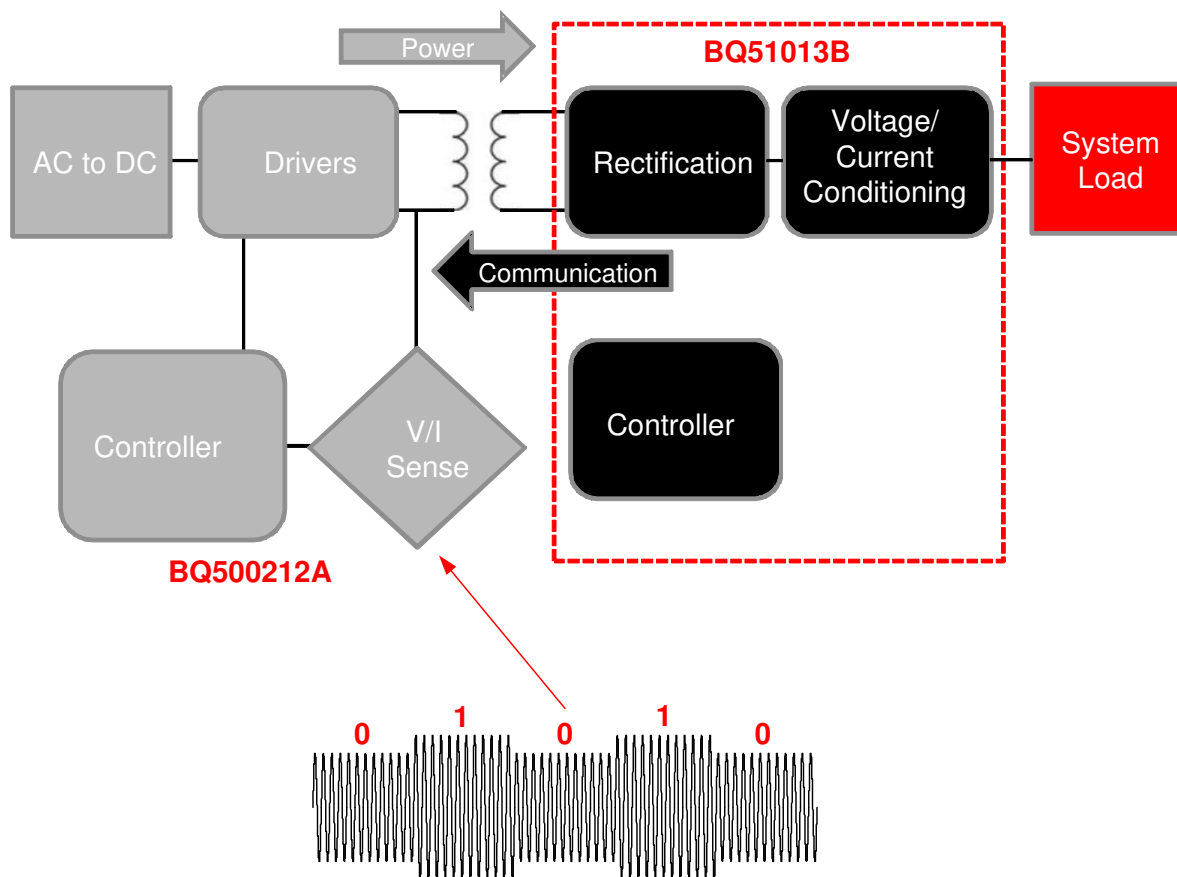 Power
BQ51013B
AC to DC
Drivers
Rectification
Voltage/
Current
Conditioning
System
Load
Communication
Controller
V/I
Sense
Controller
BQ500212A
0
1
0
1
0